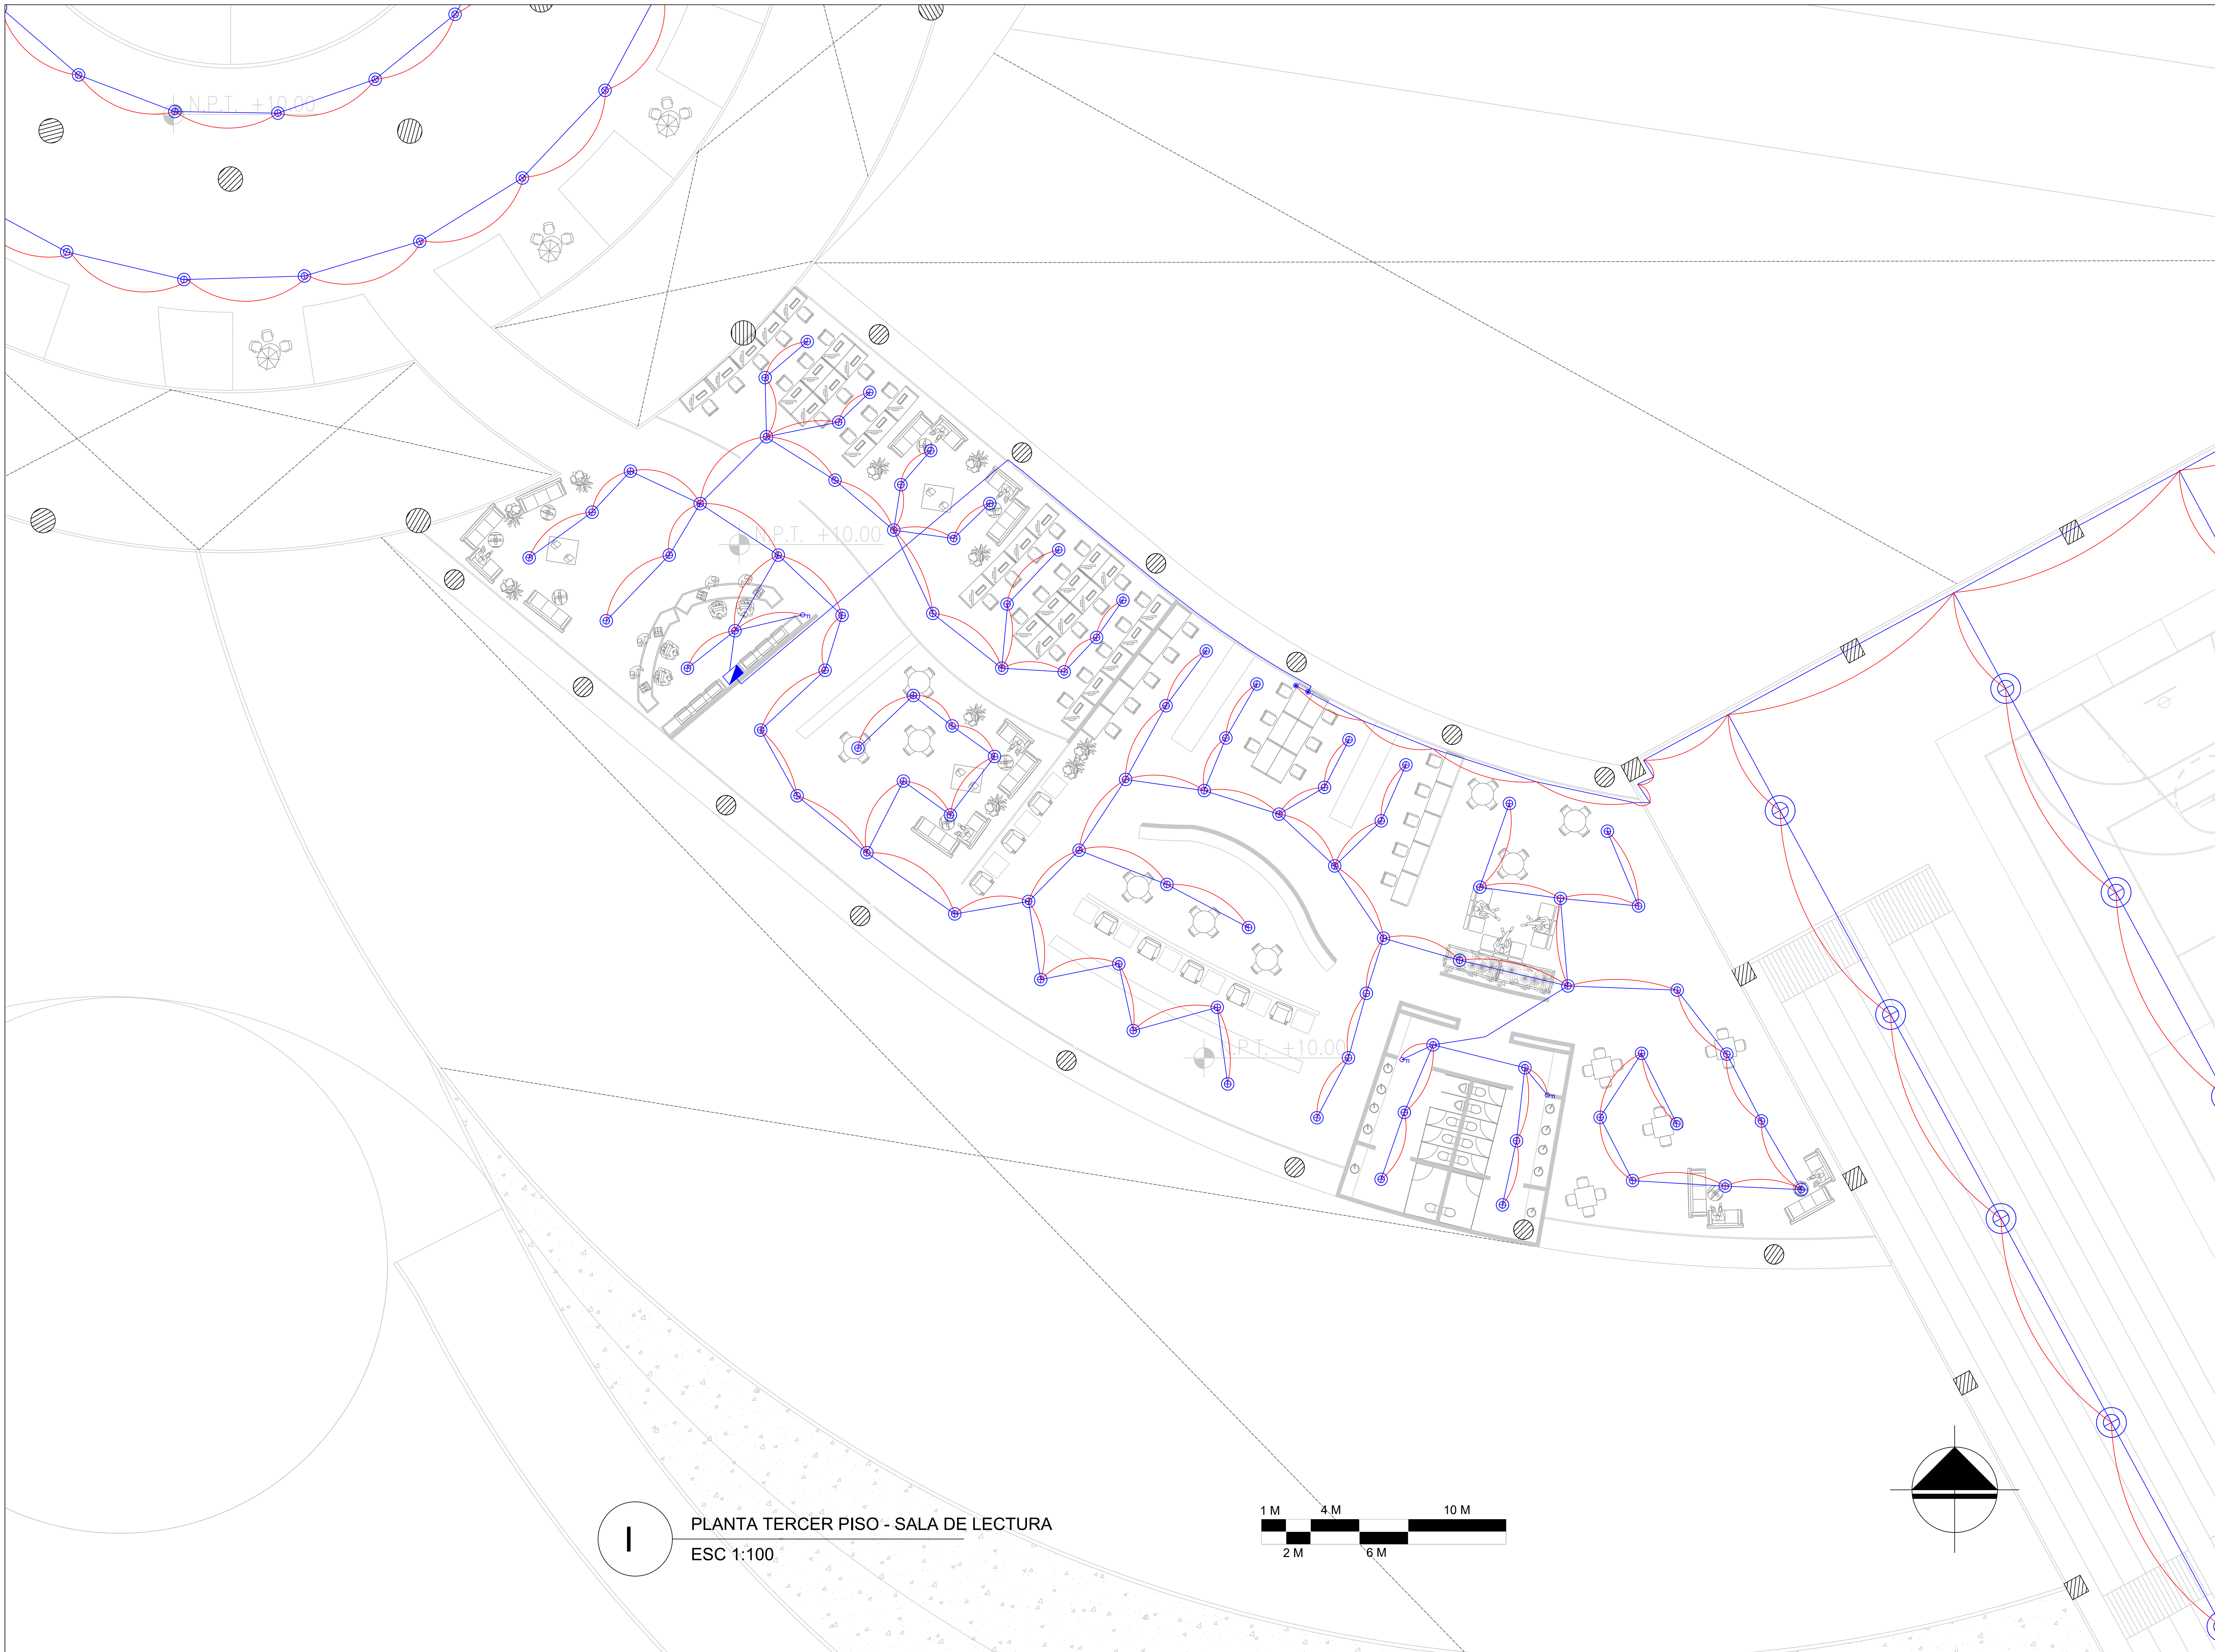 N.P.T. +10.00
N.P.T. +10.00
n
N.P.T. +10.00
n
n
I
PLANTA TERCER PISO - SALA DE LECTURA
ESC 1:100
1 M 4 M 10 M
2 M 6 M